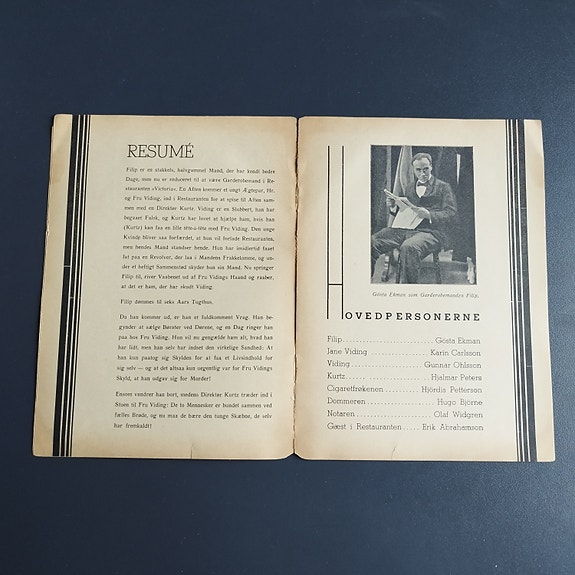 RESUMÉ
Filip er en stakkels, halvgammel Mand, der har kendt bedre
Dage, men nu er reduceret til at være Garderobemand i Re-
stauranten »Victoria«. En Aften kommer et ungt Ægtepar, Hr.
og Fru Viding, ind i Restauranten for at spise til Aften sam-
men med en Direktør Kurtz. Viding er en Slubbert, han har
begaaet Falsk, og Kurtz har lovet at hjælpe ham, hvis han
(Kurtz) kan faa en lille tête-a-tête med Fru Viding. Den unge
Kvinde bliver saa forfærdet, at hun vil forlade Restauranten,
men hendes Mand standser hende. Hun har imidlertid faaet
fat paa en Revolver, der laa i Mandens Frakkelomme, og un-
der et heftigt Sammenstød skyder hun sin Mand. Nu springer
Filip til, river Vaabenet ud af Fru Vidings Haand og raaber,
at det er ham, der har skudt Viding.
Filip dømmes til seks Aars Tugthus.
Da han kommer ud, er han et fuldkomment Vrag. Han be-
gynder at sælge Børster ved Dørene, og en Dag ringer han
paa hos Fru Viding. Hun vil nu gengælde ham alt, hvad han
har lidt, men han selv har indset den virkelige Sandhed: At
han kun paatog sig Skylden for at faa et Livsindhold for
sig selv — og at det altsaa kun egentlig var for Fru Vidings
Skyld, at han udgav sig for Morder!
Ensom vandrer han bort, medens Direktør Kurtz træder ind i
Stuen til Fru Viding: De to Mennesker er bundet sammen ved
fælles Brøde, og nu maa de bære den tunge Skæbne, de selv
har fremkaldt!
Gösta Ekman som Garderobemanden Filip.
HOVEDPERSONERNE
Filip........................Gösta Ekman
Jane Viding................Karin Carlsson
Viding....................Gunnar Ohlsson
Kurtz......................Hjalmar Peters
Cigaretfrøkenen........Hjördis Petterson
Dommeren..................Hugo Björne
Notaren....................Olaf Widgren
Gæst i Restauranten.....Erik Abrahamson